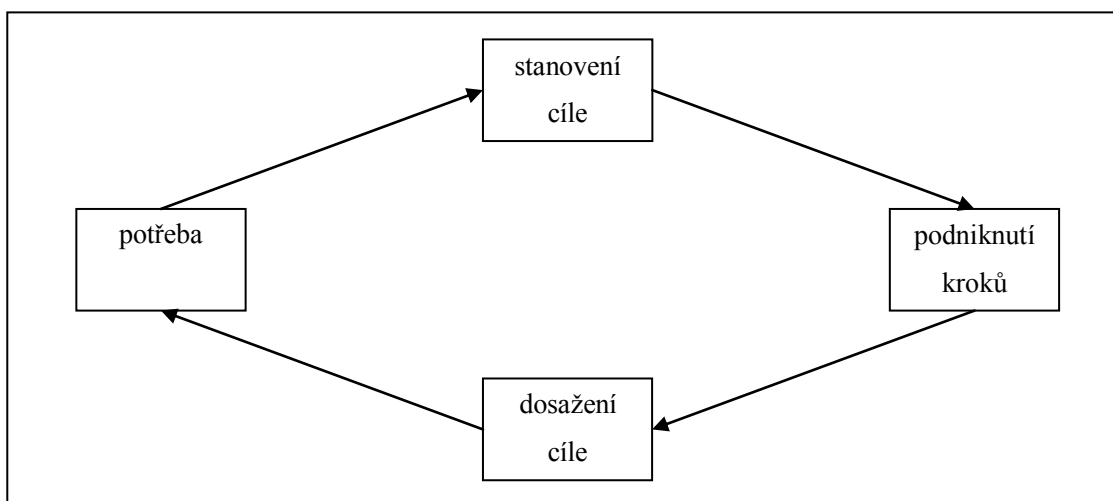 stanovení
cíle
potřeba
podniknutí
kroků
dosažení
cíle